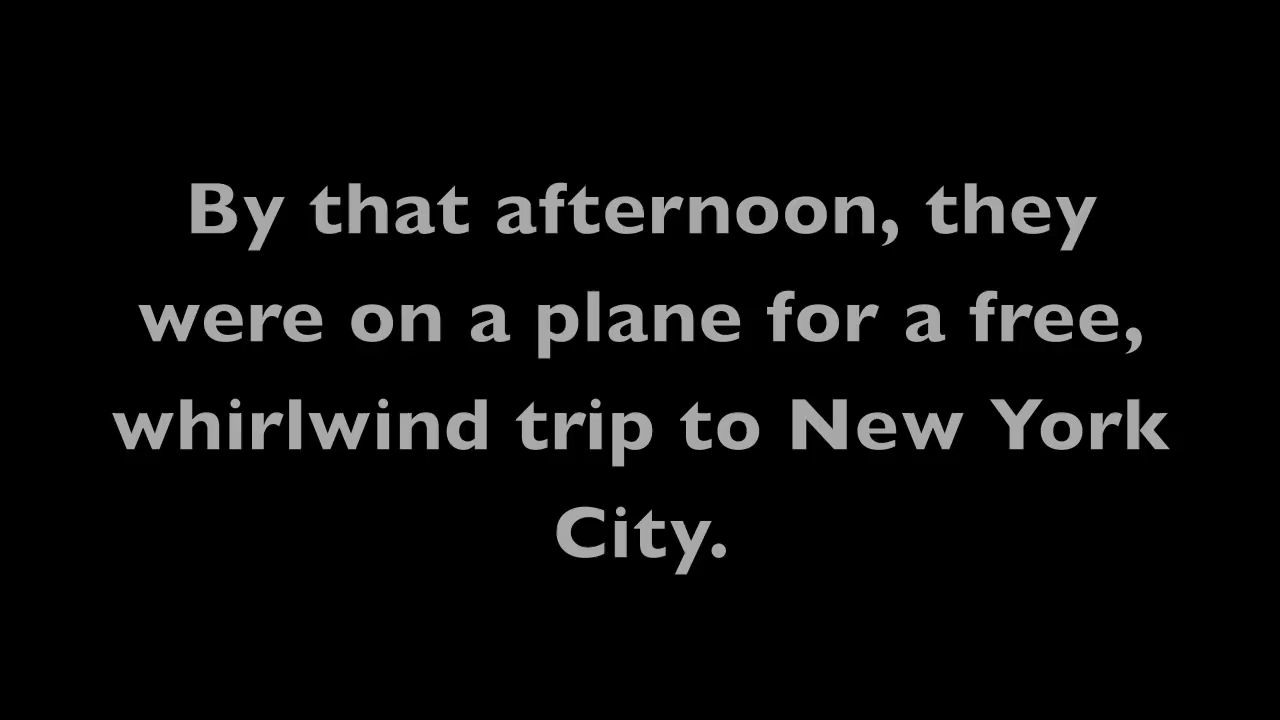 By that afternoon, they
were on a plane for a free,
whirlwind trip to New York
City.